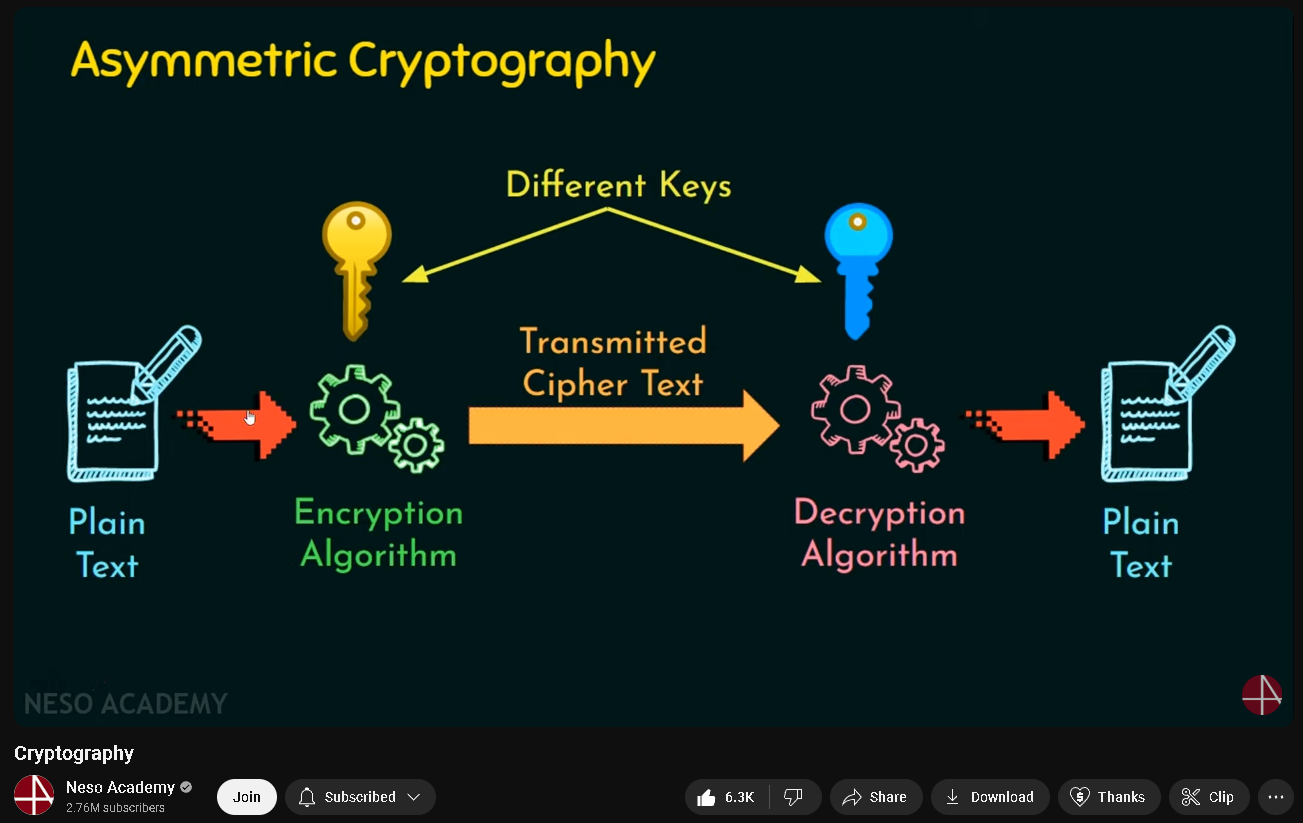 Asymmetric Cryptography
Different Keys
Transmitted
Cipher Text
Plain
Text
Encryption
Algorithm
Decryption
Algorithm
Plain
Text
NESO ACADEMY
Cryptography
Neso Academy
2.76M subscribers
Join
Subscribed
6.3K
Share
Download
Thanks
Clip